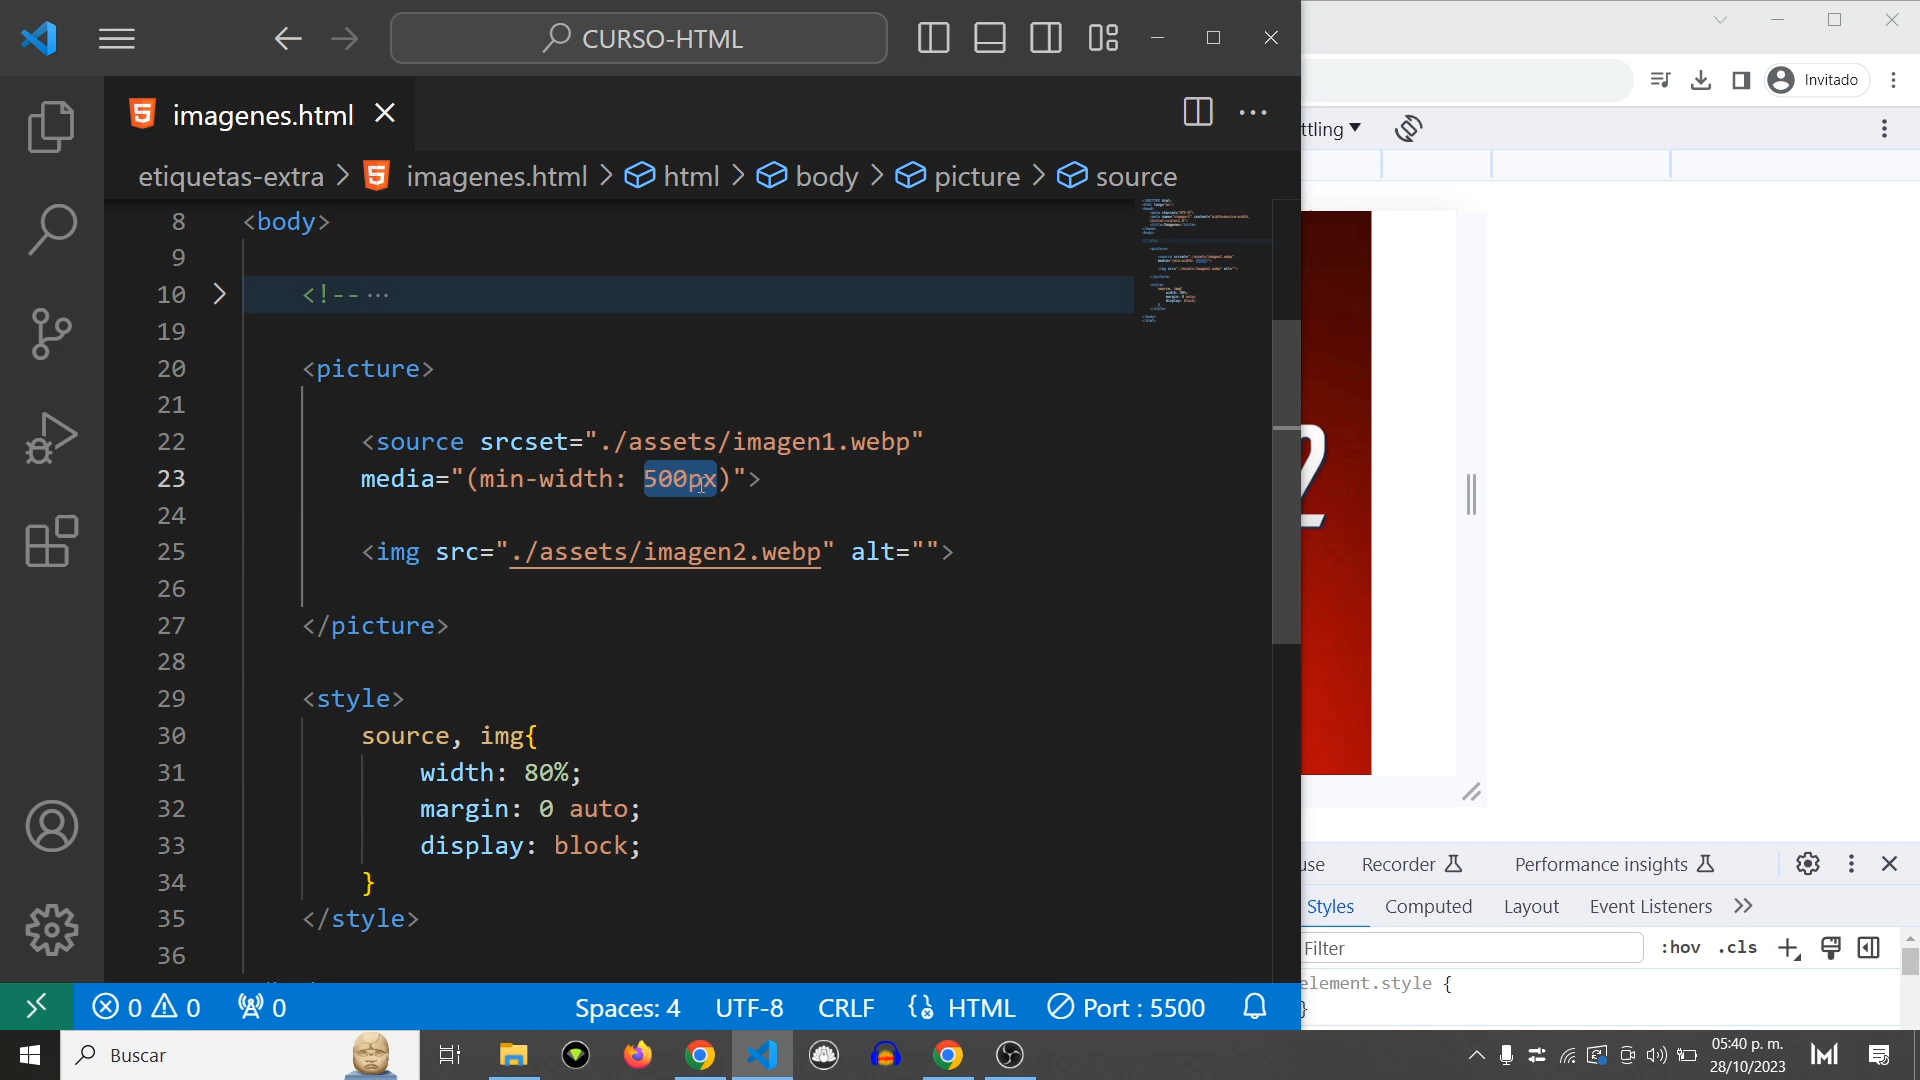 CURSO-HTML
Invitado
imagenes.html
ttling
etiquetas-extra > imagenes.html > html > body > picture > source
8 <body>
9
10 <!-- ···
19
20 <picture>
21
22 <source srcset="./assets/imagen1.webp"
23 media="(min-width: 500px)">
24
25 <img src="./assets/imagen2.webp" alt="">
26
27 </picture>
28
29 <style>
30 source, img{
31 width: 80%;
32 margin: 0 auto;
33 display: block;
34 }
35 </style>
36
2
use Recorder Performance insights
Styles Computed Layout Event Listeners
Filter :hov .cls
element.style {
}
0 0 0 Spaces: 4 UTF-8 CRLF HTML Port : 5500
Buscar
05:40 p. m.
28/10/2023